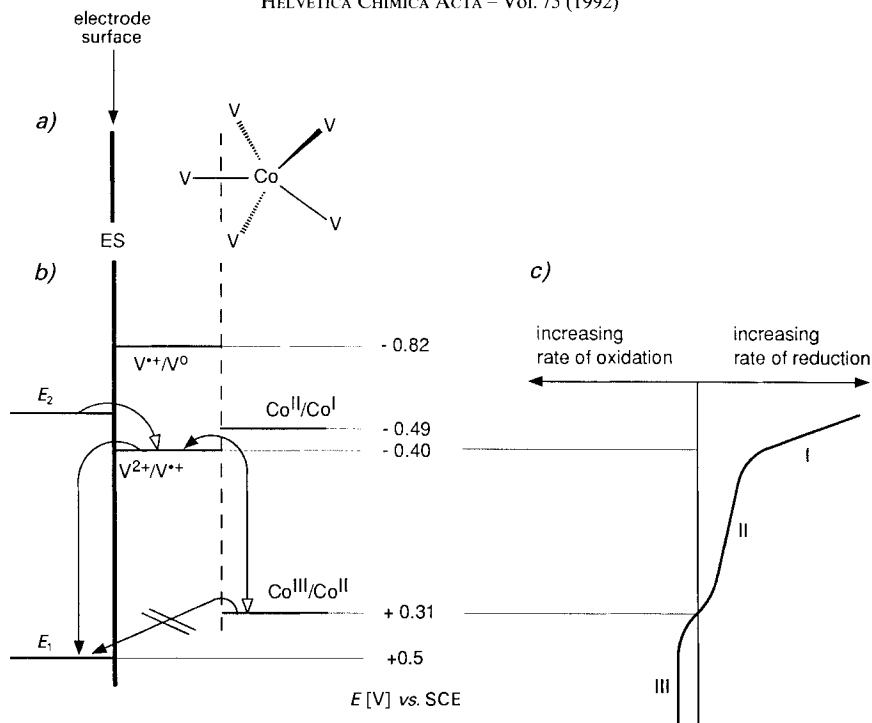 HELVETICA CHIMICA ACTA – Vol. 75 (1992)
electrode
surface
a)
V
V
V
Co
V
V
ES
b)
c)
increasing
rate of oxidation
increasing
rate of reduction
- 0.82
V•+/V⁰
E₂
Coᴵᴵ/Coᴵ
- 0.49
- 0.40
V²⁺/V•+
I
II
Coᴵᴵᴵ/Coᴵᴵ
+ 0.31
E₁
+0.5
III
E [V] vs. SCE